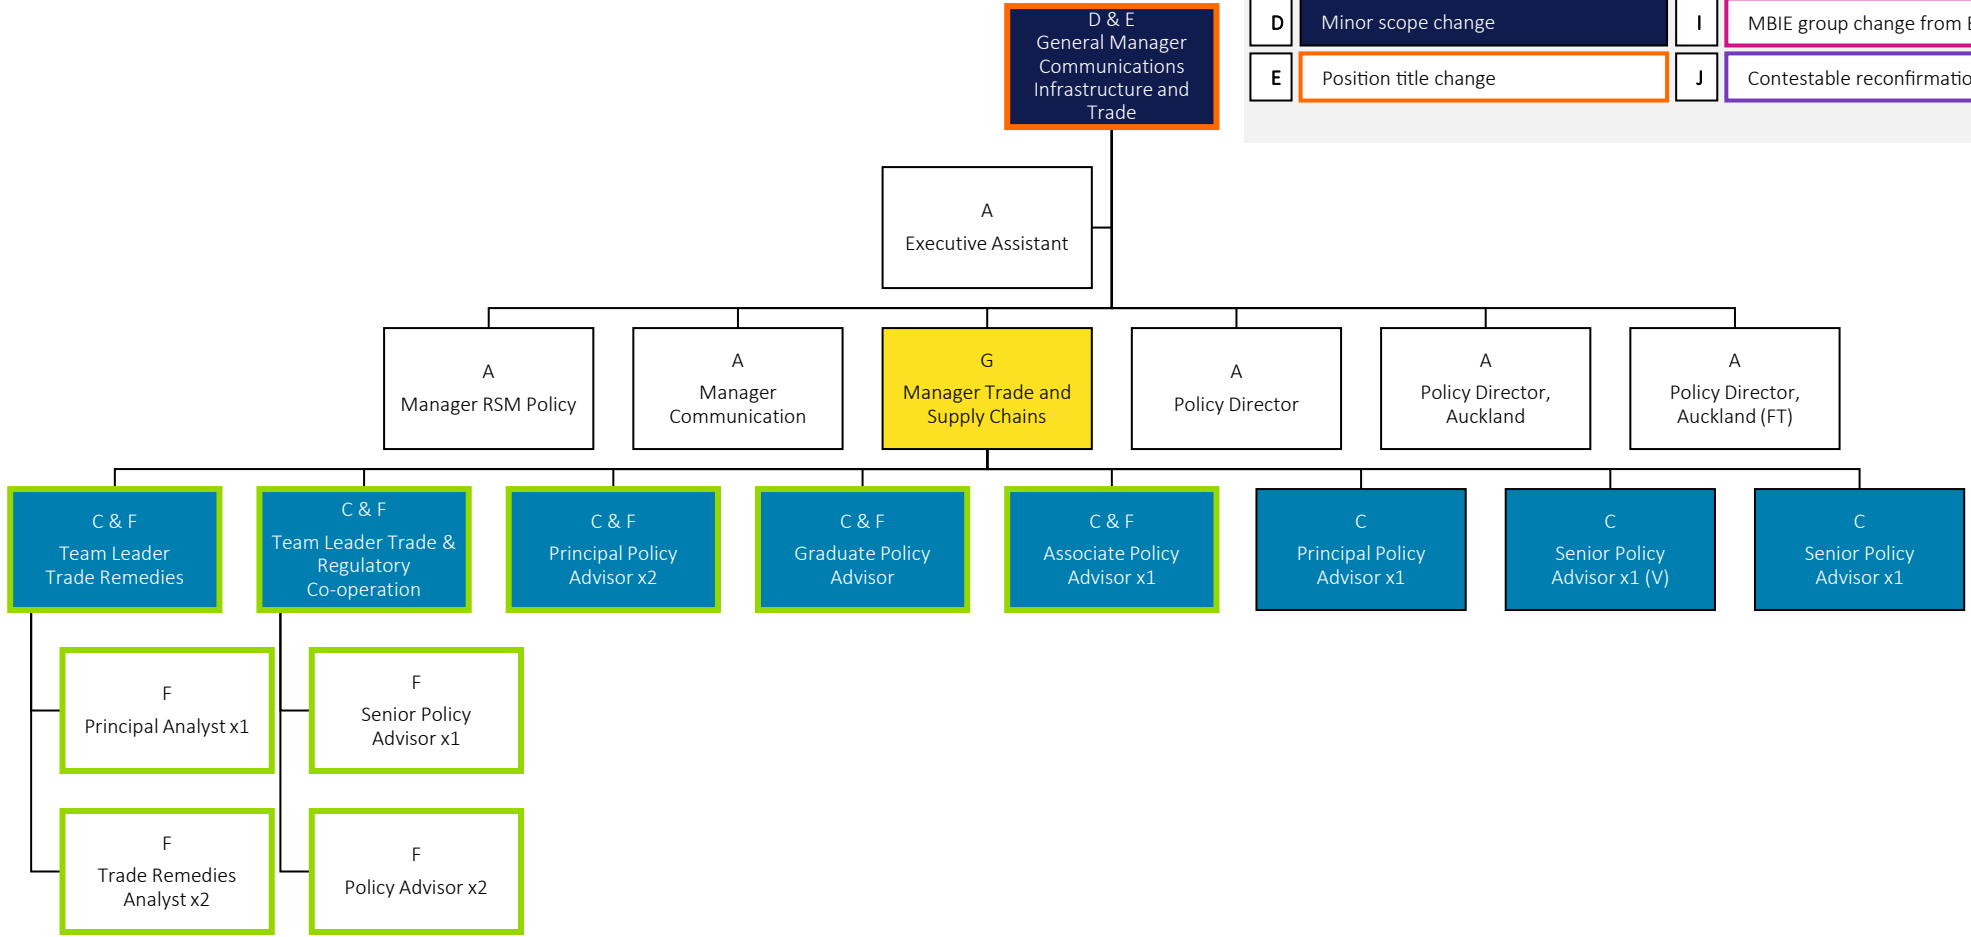 D & E
General Manager
Communications
Infrastructure and
Trade
D
Minor scope change
I
MBIE group change from
E
Position title change
J
Contestable
A
Executive Assistant
A
Manager RSM Policy
A
Manager
Communication
G
Manager Trade and
Supply Chains
A
Policy Director
A
Policy Director,
Auckland
A
Policy Director,
Auckland (FT)
C & F
Team Leader
Trade Remedies
C & F
Team Leader Trade &
Regulatory
Co-operation
C & F
Principal Policy
Advisor x2
C & F
Graduate Policy
Advisor
C & F
Associate Policy
Advisor x1
C
Principal Policy
Advisor x1
C
Senior Policy
Advisor x1 (V)
C
Senior Policy
Advisor x1
F
Principal Analyst x1
F
Senior Policy
Advisor x1
F
Trade Remedies
Analyst x2
F
Policy Advisor x2